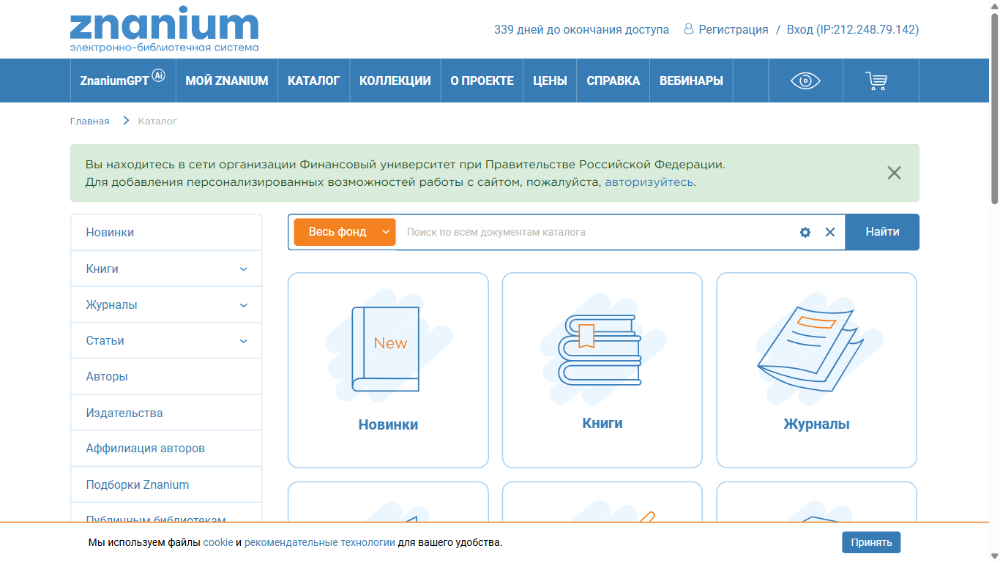 znanium
электронно-библиотечная система
339 дней до окончания доступа
Регистрация / Вход (IP:212.248.79.142)
ZnaniumGPT Ai
МОЙ ZNANIUM
КАТАЛОГ
КОЛЛЕКЦИИ
О ПРОЕКТЕ
ЦЕНЫ
СПРАВКА
ВЕБИНАРЫ
Главная
Каталог
Вы находитесь в сети организации Финансовый университет при Правительстве Российской Федерации.
Для добавления персонализированных возможностей работы с сайтом, пожалуйста, авторизуйтесь.
Новинки
Книги
Журналы
Статьи
Авторы
Издательства
Аффилиация авторов
Подборки Znanium
Публичным библиотекам
Весь фонд
Поиск по всем документам каталога
Найти
New
Новинки
Книги
Журналы
Мы используем файлы cookie и рекомендательные технологии для вашего удобства.
Принять